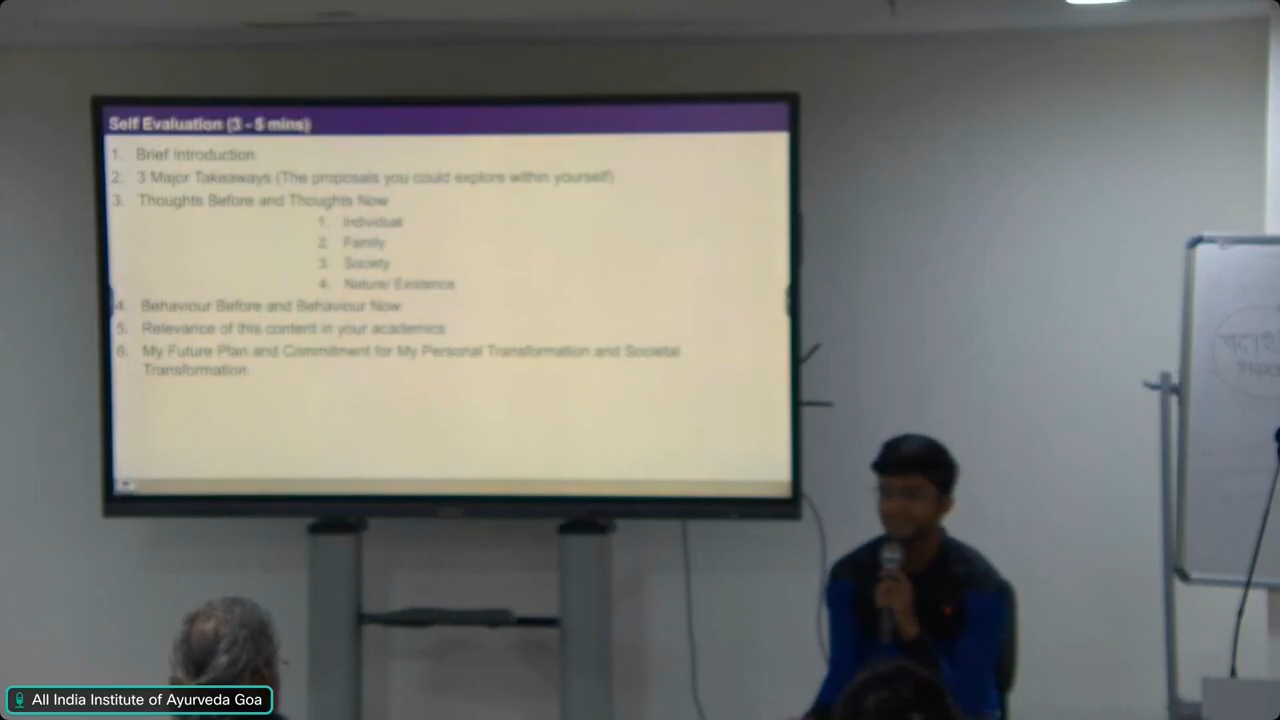 Self Evaluation (3 - 5 mins)
1. Brief Introduction
2. 3 Major Takeaways (The proposals you could explore within yourself)
3. Thoughts Before and Thoughts Now
1. Individual
2. Family
3. Society
4. Nature/ Existence
4. Behaviour Before and Behaviour Now
5. Relevance of this content in your academics
6. My Future Plan and Commitment for My Personal Transformation and Societal
Transformation
All India Institute of Ayurveda Goa